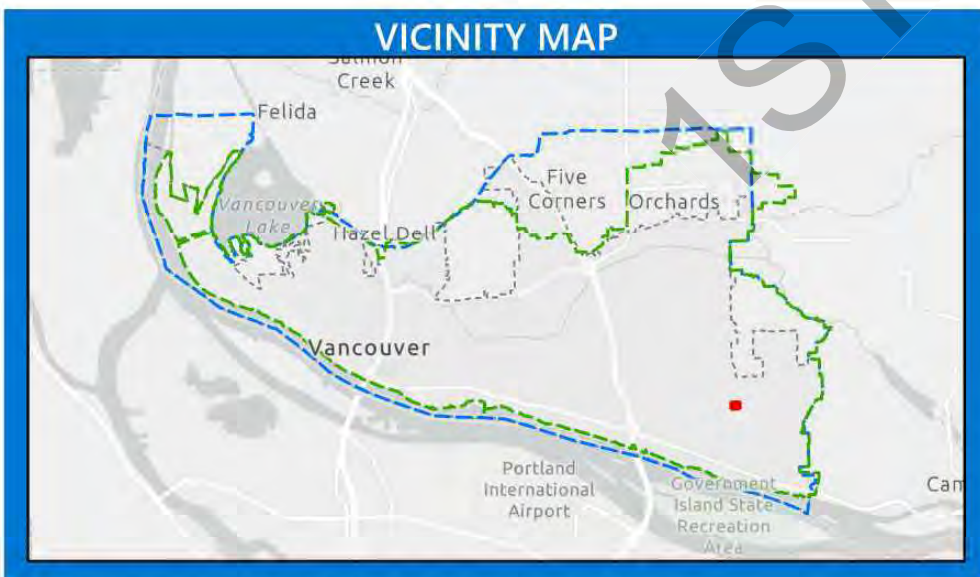 VICINITY MAP
Salmon
Creek
Felida
Five
Corners
Orchards
Vancouver
Lake
Hazel Dell
Vancouver
Portland
International
Airport
Government
Island State
Recreation
Area